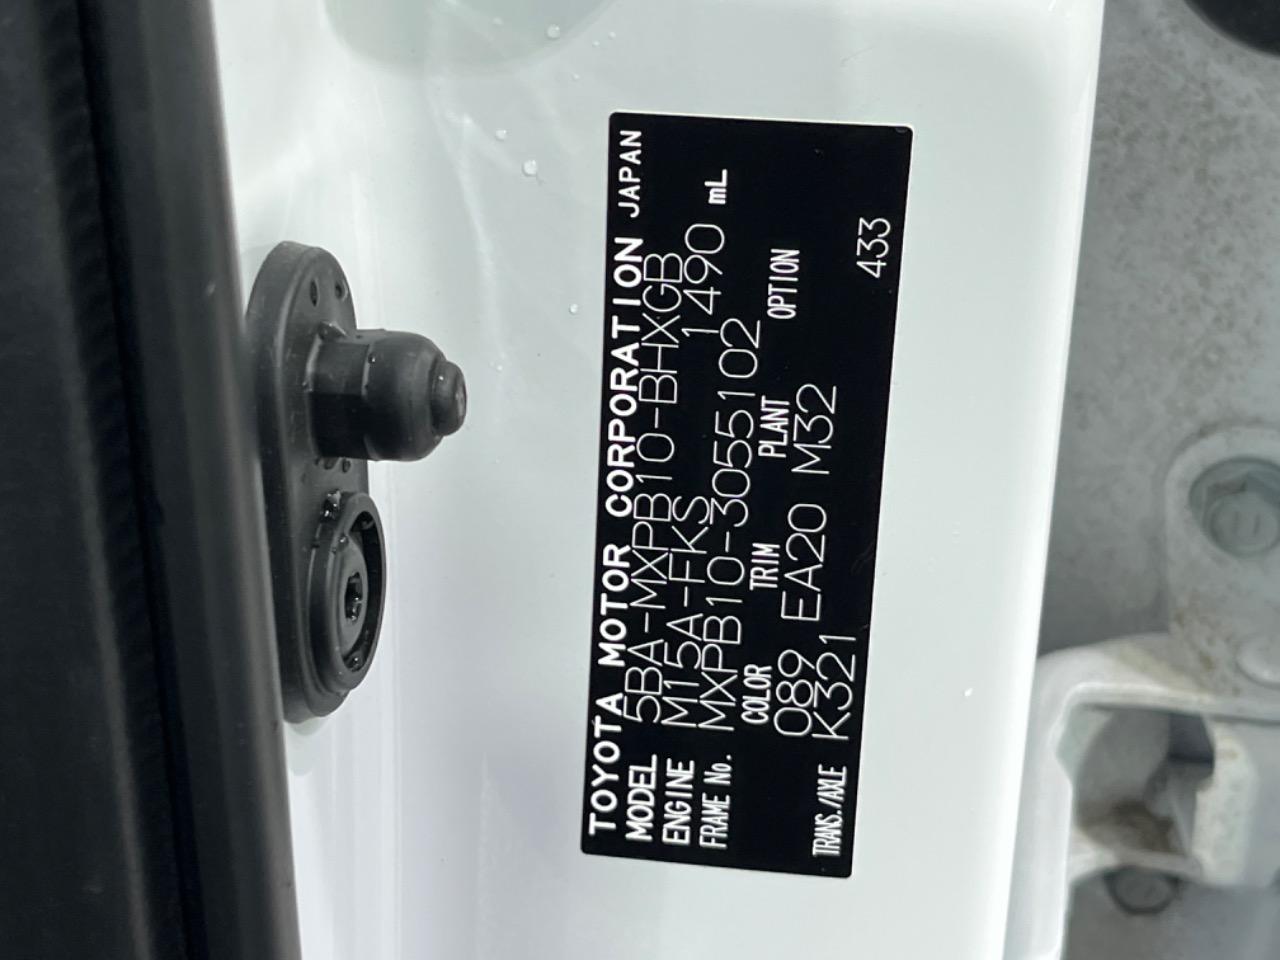 TOYOTA MOTOR CORPORATION JAPAN
MODEL 5BA-MXPB10-BHXGB
ENGINE M15A-FKS 1490 mL
FRAME No. MXPB10-3055102
COLOR TRIM PLANT OPTION
089 EA20 M32
TRANS./AXLE K321 433